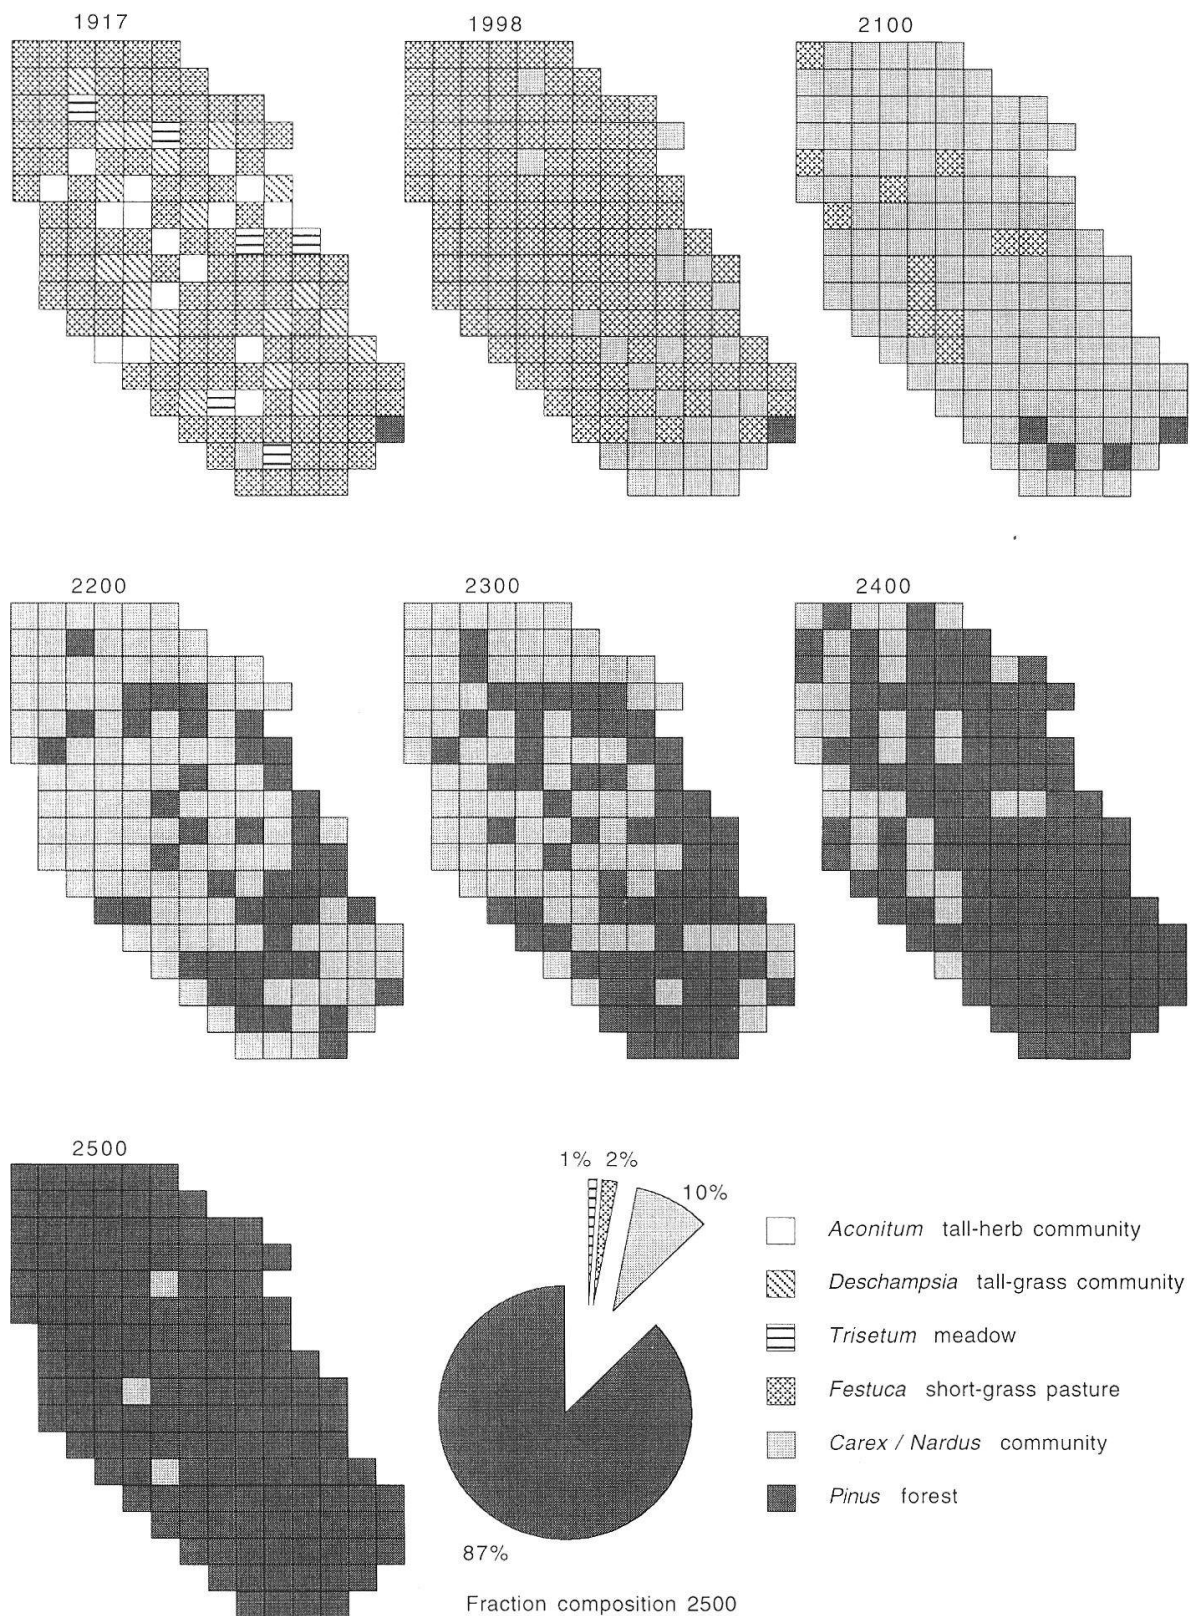 1917
1998
2100
2200
2300
2400
2500
1% 2%
10%
Aconitum tall-herb community
Deschampsia tall-grass community
Trisetum meadow
Festuca short-grass pasture
Carex / Nardus community
Pinus forest
87%
Fraction composition 2500